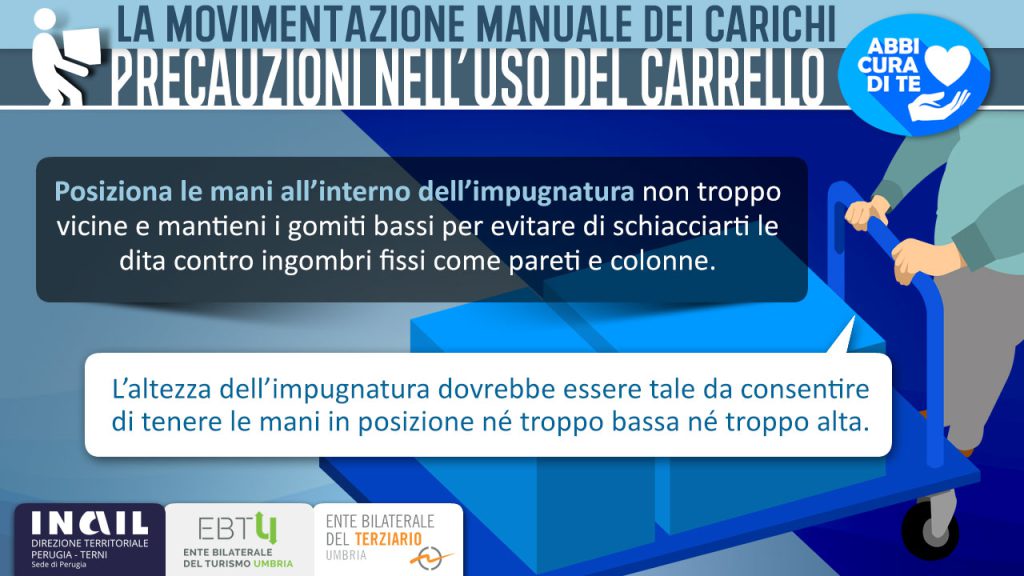 LA MOVIMENTAZIONE MANUALE DEI CARICHI
PRECAUZIONI NELL'USO DEL CARRELLO
ABBI
CURA
DI TE
Posiziona le mani all'interno dell'impugnatura non troppo
vicine e mantieni i gomiti bassi per evitare di schiacciarti le
dita contro ingombri fissi come pareti e colonne.
L'altezza dell'impugnatura dovrebbe essere tale da consentire
di tenere le mani in posizione né troppo bassa né troppo alta.
INAIL
DIREZIONE TERRITORIALE
PERUGIA - TERNI
Sede di Perugia
EBTU
ENTE BILATERALE
DEL TURISMO UMBRIA
ENTE BILATERALE
DEL TERZIARIO
UMBRIA